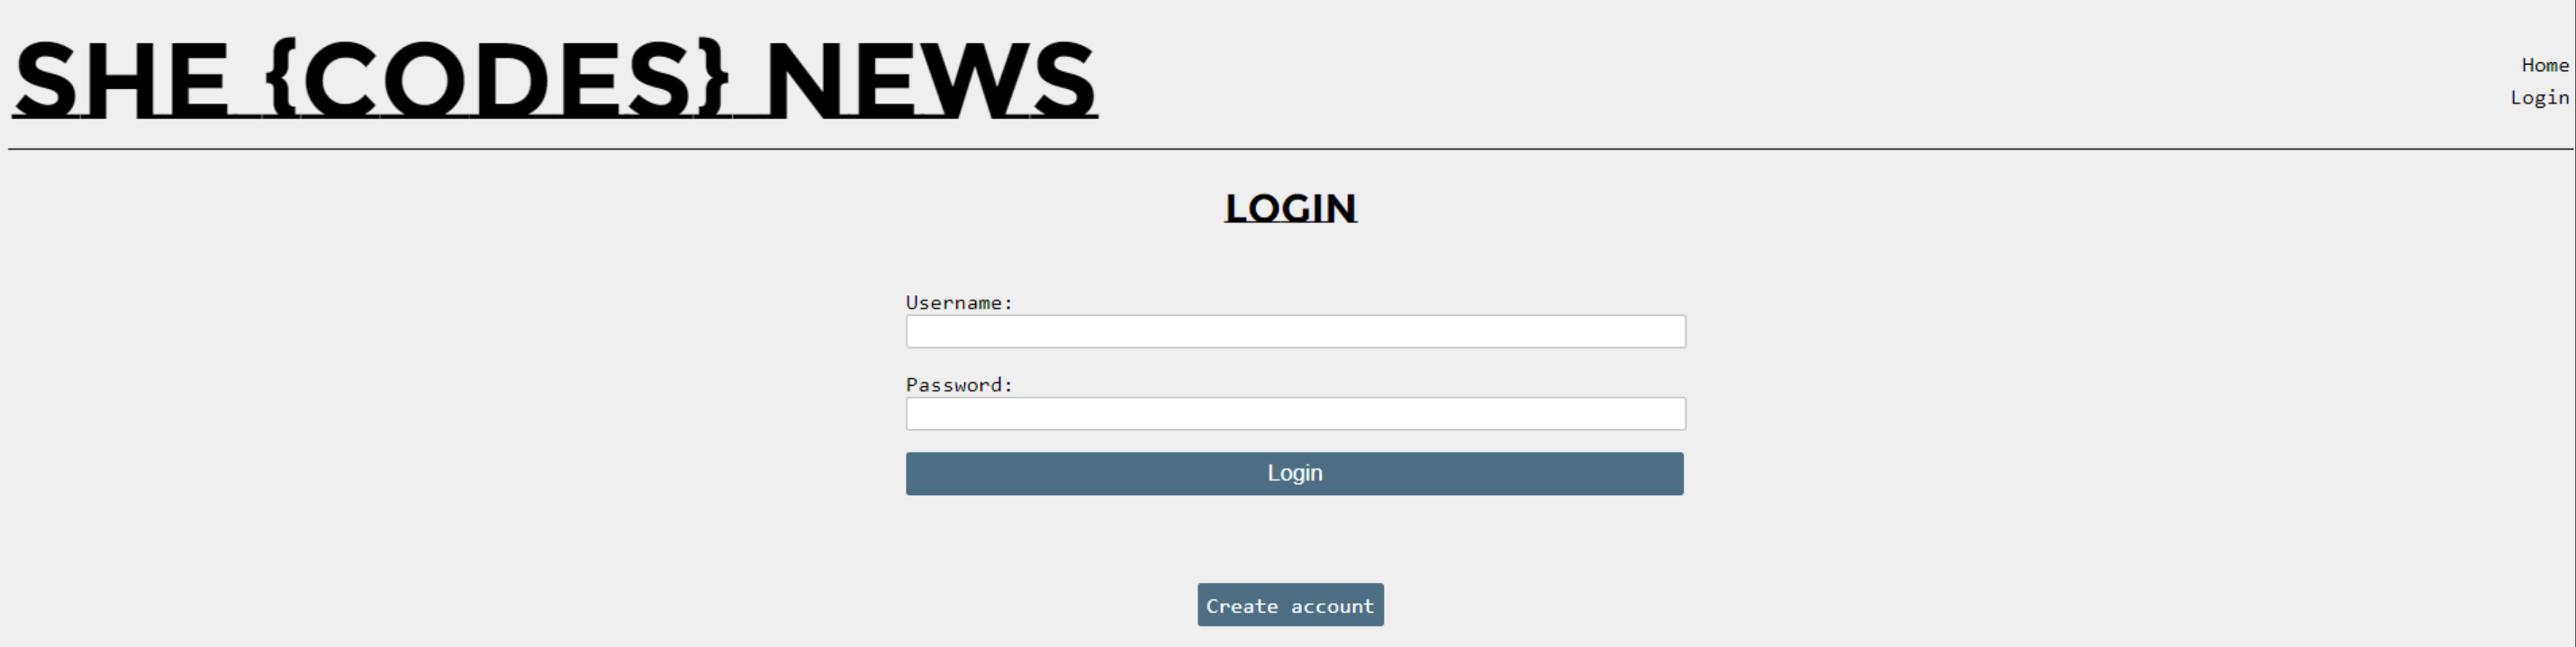 SHE {CODES} NEWS
Home
Login
LOGIN
Username:
Password:
Login
Create account